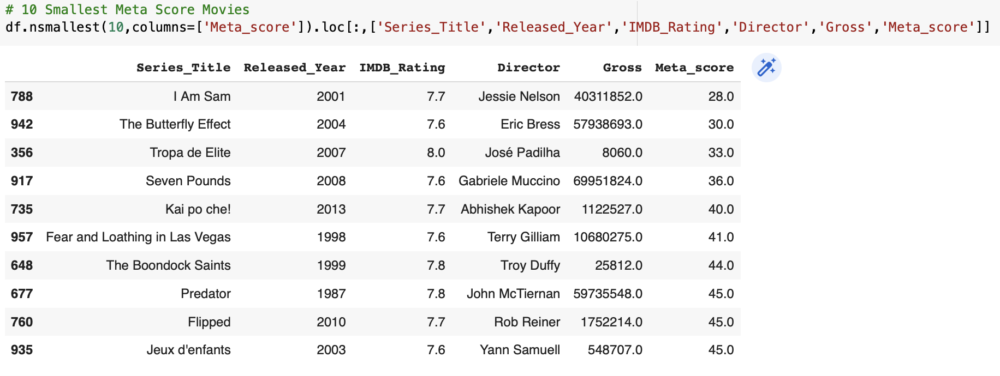 # 10 Smallest Meta Score Movies
df.nsmallest(10,columns=['Meta_score']).loc[:,['Series_Title','Released_Year','IMDB_Rating','Director','Gross','Meta_score']]
Series_Title Released_Year IMDB_Rating Director Gross Meta_score
788 I Am Sam 2001 7.7 Jessie Nelson 40311852.0 28.0
942 The Butterfly Effect 2004 7.6 Eric Bress 57938693.0 30.0
356 Tropa de Elite 2007 8.0 José Padilha 8060.0 33.0
917 Seven Pounds 2008 7.6 Gabriele Muccino 69951824.0 36.0
735 Kai po che! 2013 7.7 Abhishek Kapoor 1122527.0 40.0
957 Fear and Loathing in Las Vegas 1998 7.6 Terry Gilliam 10680275.0 41.0
648 The Boondock Saints 1999 7.8 Troy Duffy 25812.0 44.0
677 Predator 1987 7.8 John McTiernan 59735548.0 45.0
760 Flipped 2010 7.7 Rob Reiner 1752214.0 45.0
935 Jeux d'enfants 2003 7.6 Yann Samuell 548707.0 45.0